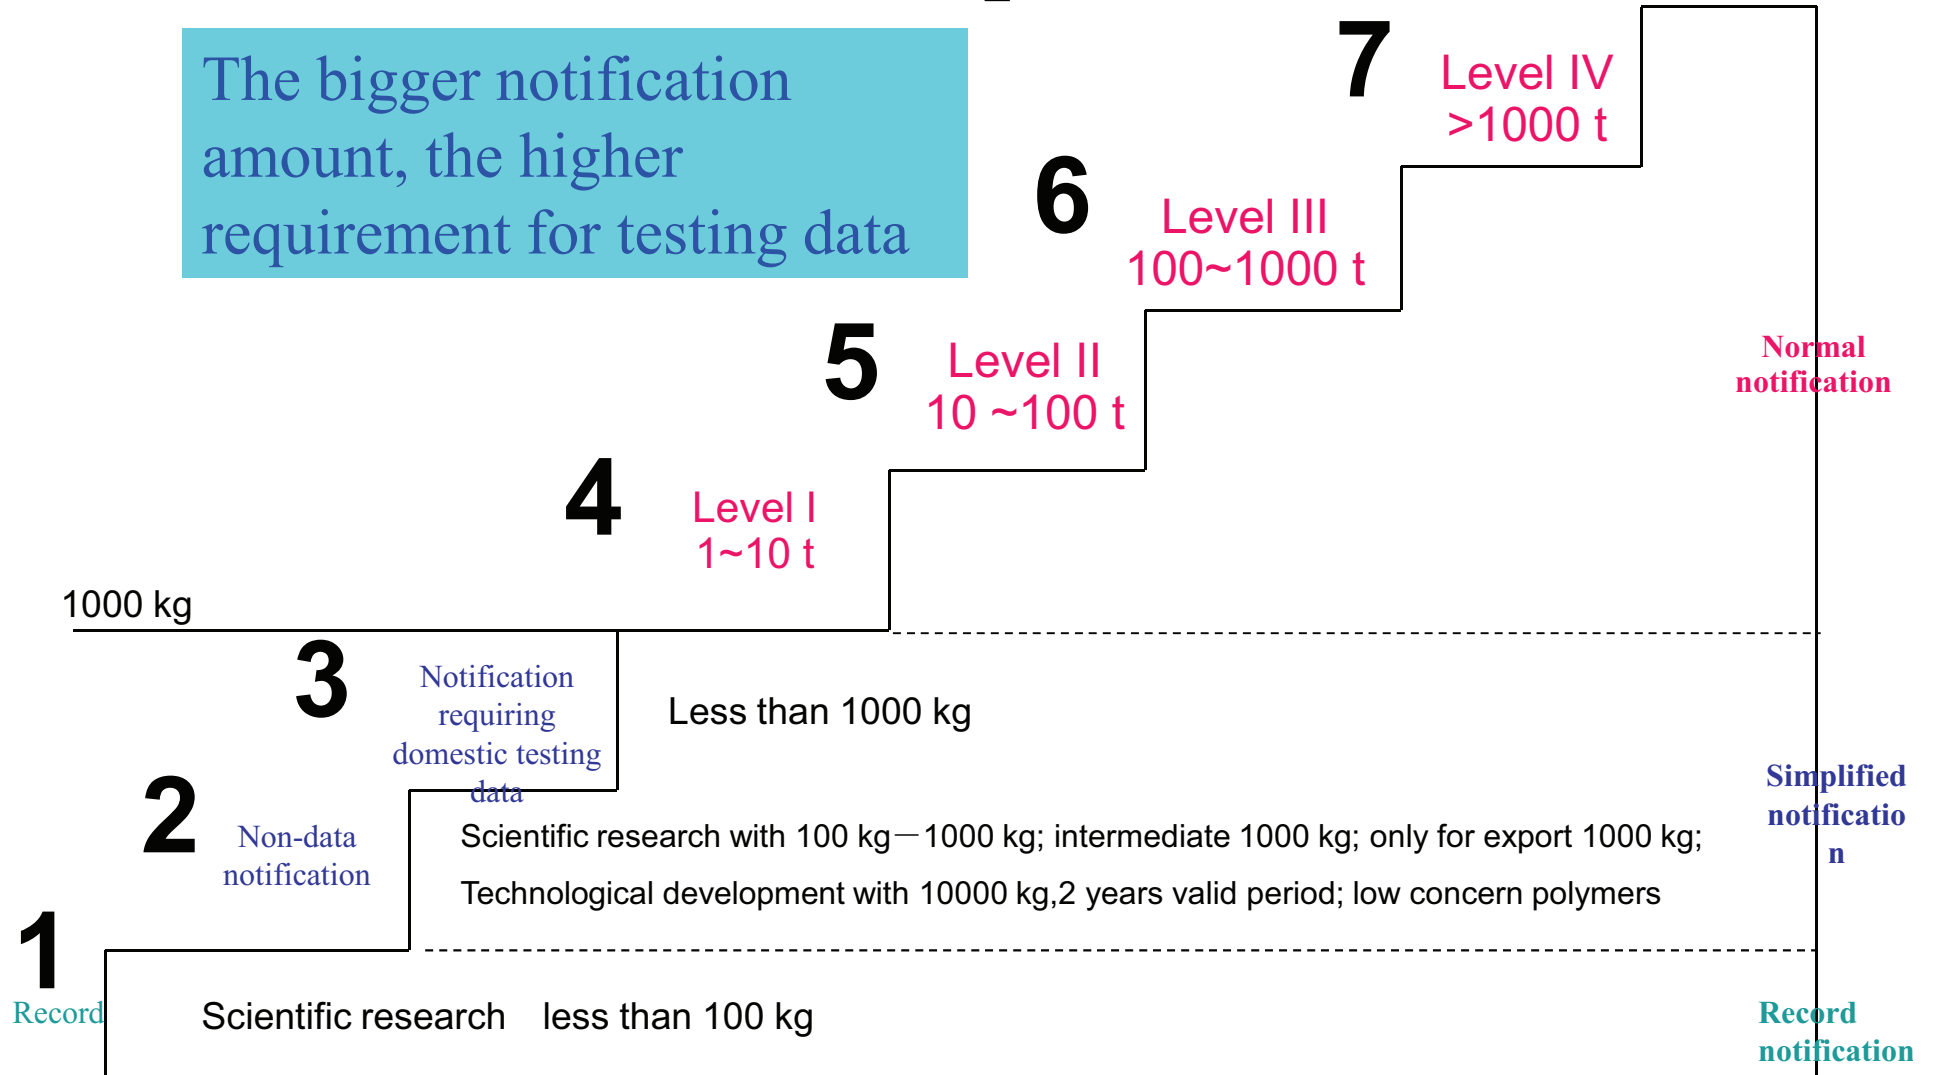 The bigger notification
amount, the higher
requirement for testing data
7
Level IV
>1000 t
6
Level III
100~1000 t
5
Level II
10 ~100 t
Normal
notification
4
Level I
1~10 t
1000 kg
3
Notification
requiring
domestic testing
data
Less than 1000 kg
2
Non-data
notification
Scientific research with 100 kg－1000 kg; intermediate 1000 kg; only for export 1000 kg;
Technological development with 10000 kg,2 years valid period; low concern polymers
Simplified
notificatio
n
1
Record
Scientific research less than 100 kg
Record
notification